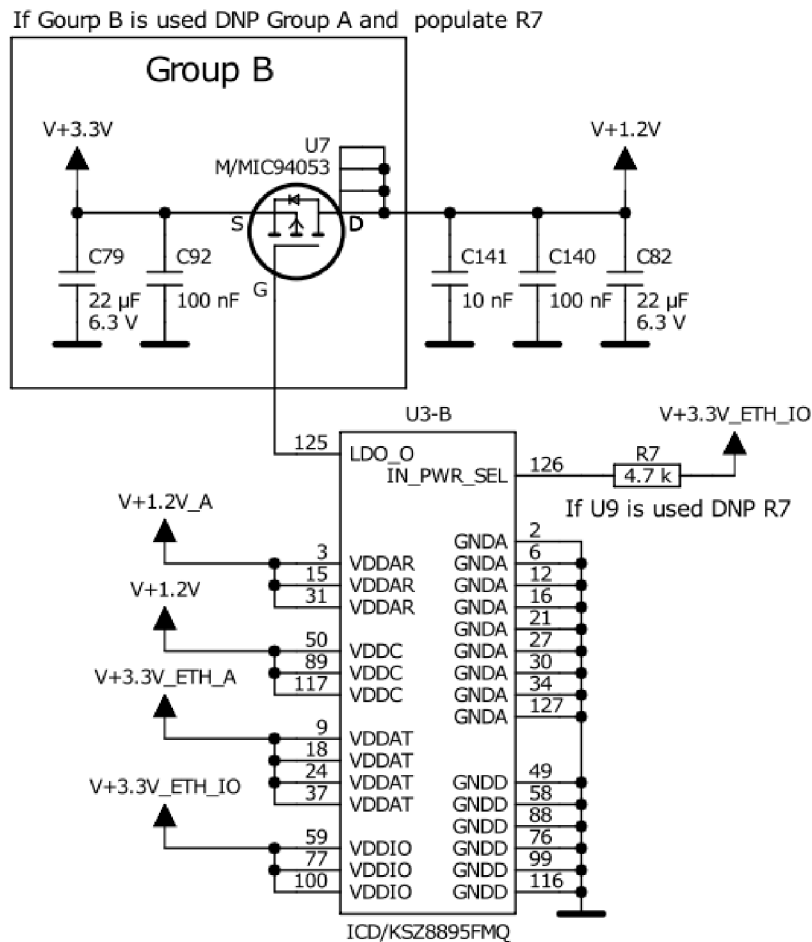 If Gourp B is used DNP Group A and populate R7
Group B
V+3.3V
U7
M/MIC94053
V+1.2V
S
D
G
C79
22 µF
6.3 V
C92
100 nF
C141
10 nF
C140
100 nF
C82
22 µF
6.3 V
U3-B
V+3.3V_ETH_IO
125
LDO_O
IN_PWR_SEL
126
R7
4.7 k
If U9 is used DNP R7
V+1.2V_A
3 VDDAR
15 VDDAR
31 VDDAR
V+1.2V
50 VDDC
89 VDDC
117 VDDC
V+3.3V_ETH_A
9 VDDAT
18 VDDAT
24 VDDAT
37 VDDAT
V+3.3V_ETH_IO
59 VDDIO
77 VDDIO
100 VDDIO
GNDA 2
GNDA 6
GNDA 12
GNDA 16
GNDA 21
GNDA 27
GNDA 30
GNDA 34
GNDA 127
GNDD 49
GNDD 58
GNDD 88
GNDD 76
GNDD 99
GNDD 116
ICD/KSZ8895FMQ